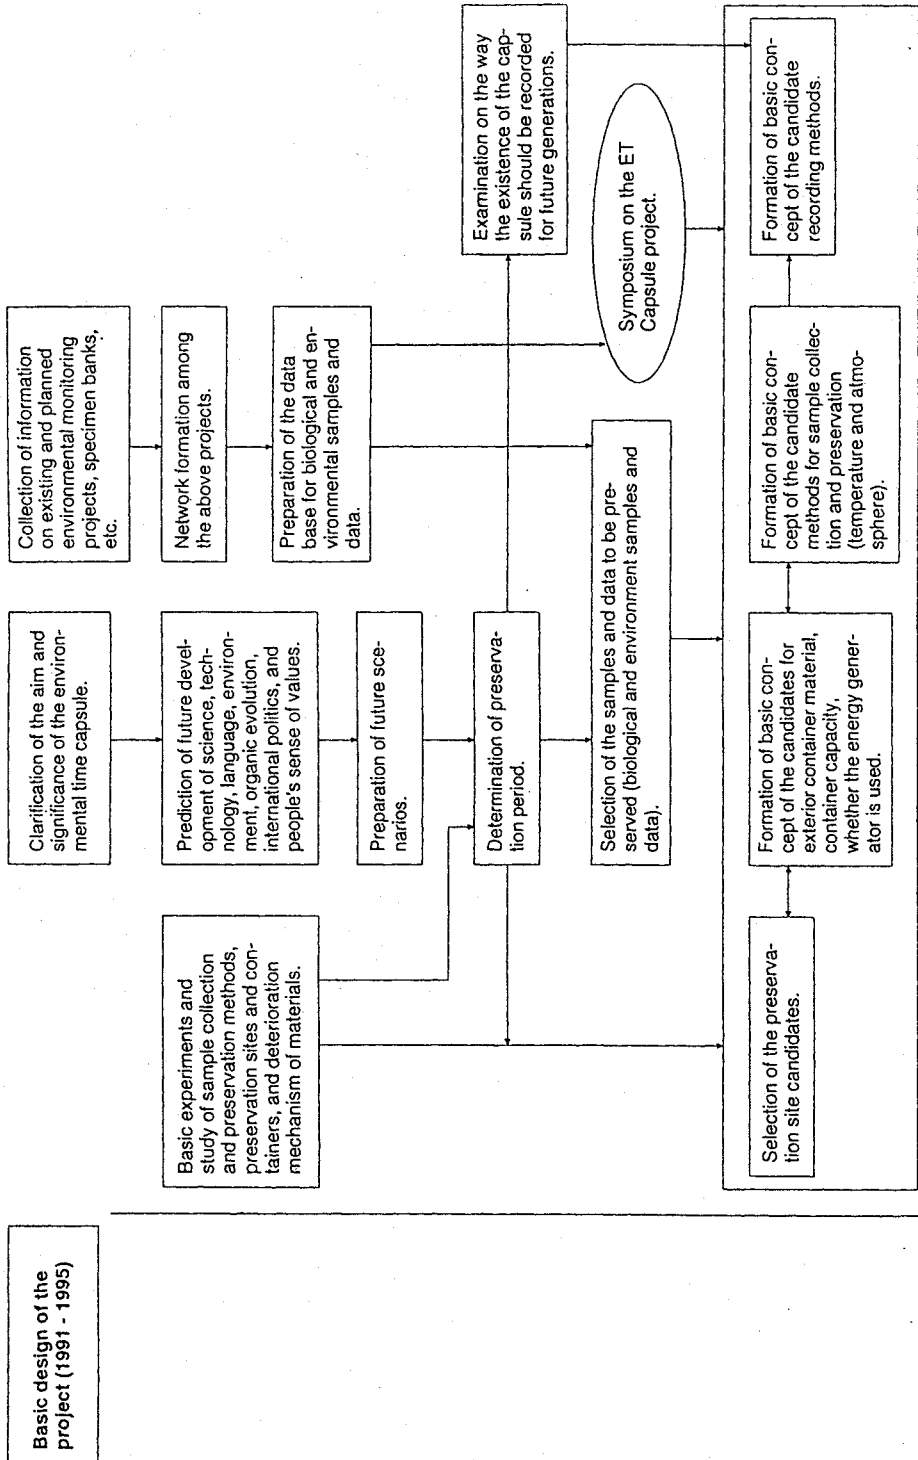 Basic design of the
project (1991 - 1995)
Clarification of the aim and
significance of the environ-
mental time capsule.
Collection of information
on existing and planned
environmental monitoring
projects, specimen banks,
etc.
Basic experiments and
study of sample collection
and preservation methods,
preservation sites and con-
tainers, and deterioration
mechanism of materials.
Prediction of future devel-
opment of science, tech-
nology, language, environ-
ment, organic evolution,
international politics, and
people's sense of values.
Network formation among
the above projects.
Preparation of future sce-
narios.
Preparation of the data
base for biological and en-
vironmental samples and
data.
Determination of preserva-
tion period.
Examination on the way
the existence of the cap-
sule should be recorded
for future generations.
Selection of the samples and data to be pre-
served (biological and environment samples and
data).
Symposium on the ET
Capsule project.
Selection of the preserva-
tion site candidates.
Formation of basic con-
cept of the candidates for
exterior container material,
container capacity,
whether the energy gener-
ator is used.
Formation of basic con-
cept of the candidate
methods for sample collec-
tion and preservation
(temperature and atmo-
sphere).
Formation of basic con-
cept of the candidate
recording methods.